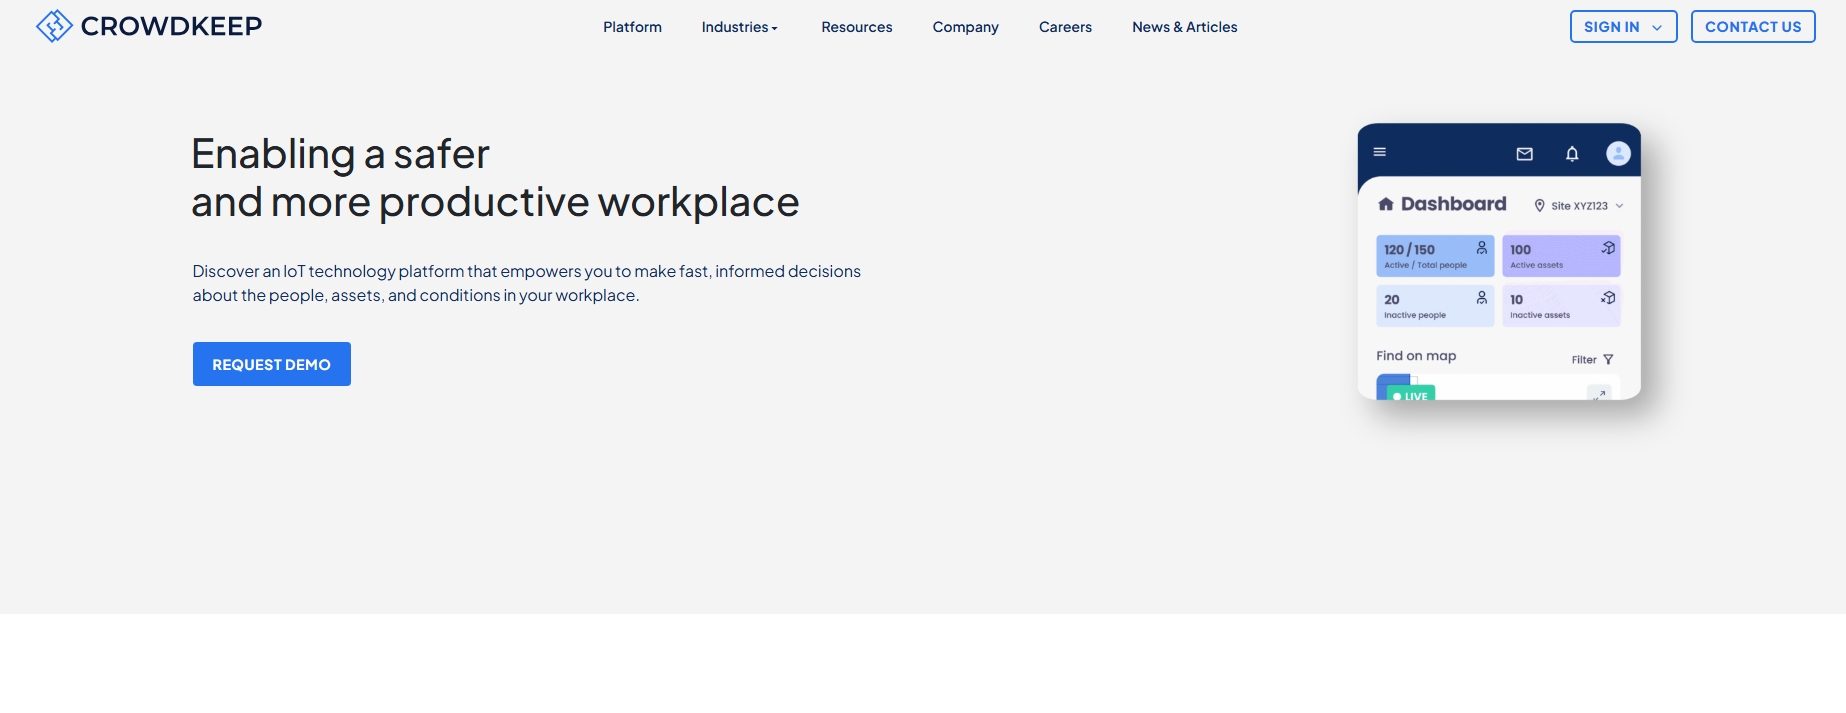 CROWDKEEP
Platform
Industries
Resources
Company
Careers
News & Articles
SIGN IN
CONTACT US
Enabling a safer
and more productive workplace
Discover an IoT technology platform that empowers you to make fast, informed decisions
about the people, assets, and conditions in your workplace.
REQUEST DEMO
Dashboard
Site XYZ123
120 / 150
Active / Total people
100
Active assets
20
Inactive people
10
Inactive assets
Find on map
Filter
LIVE